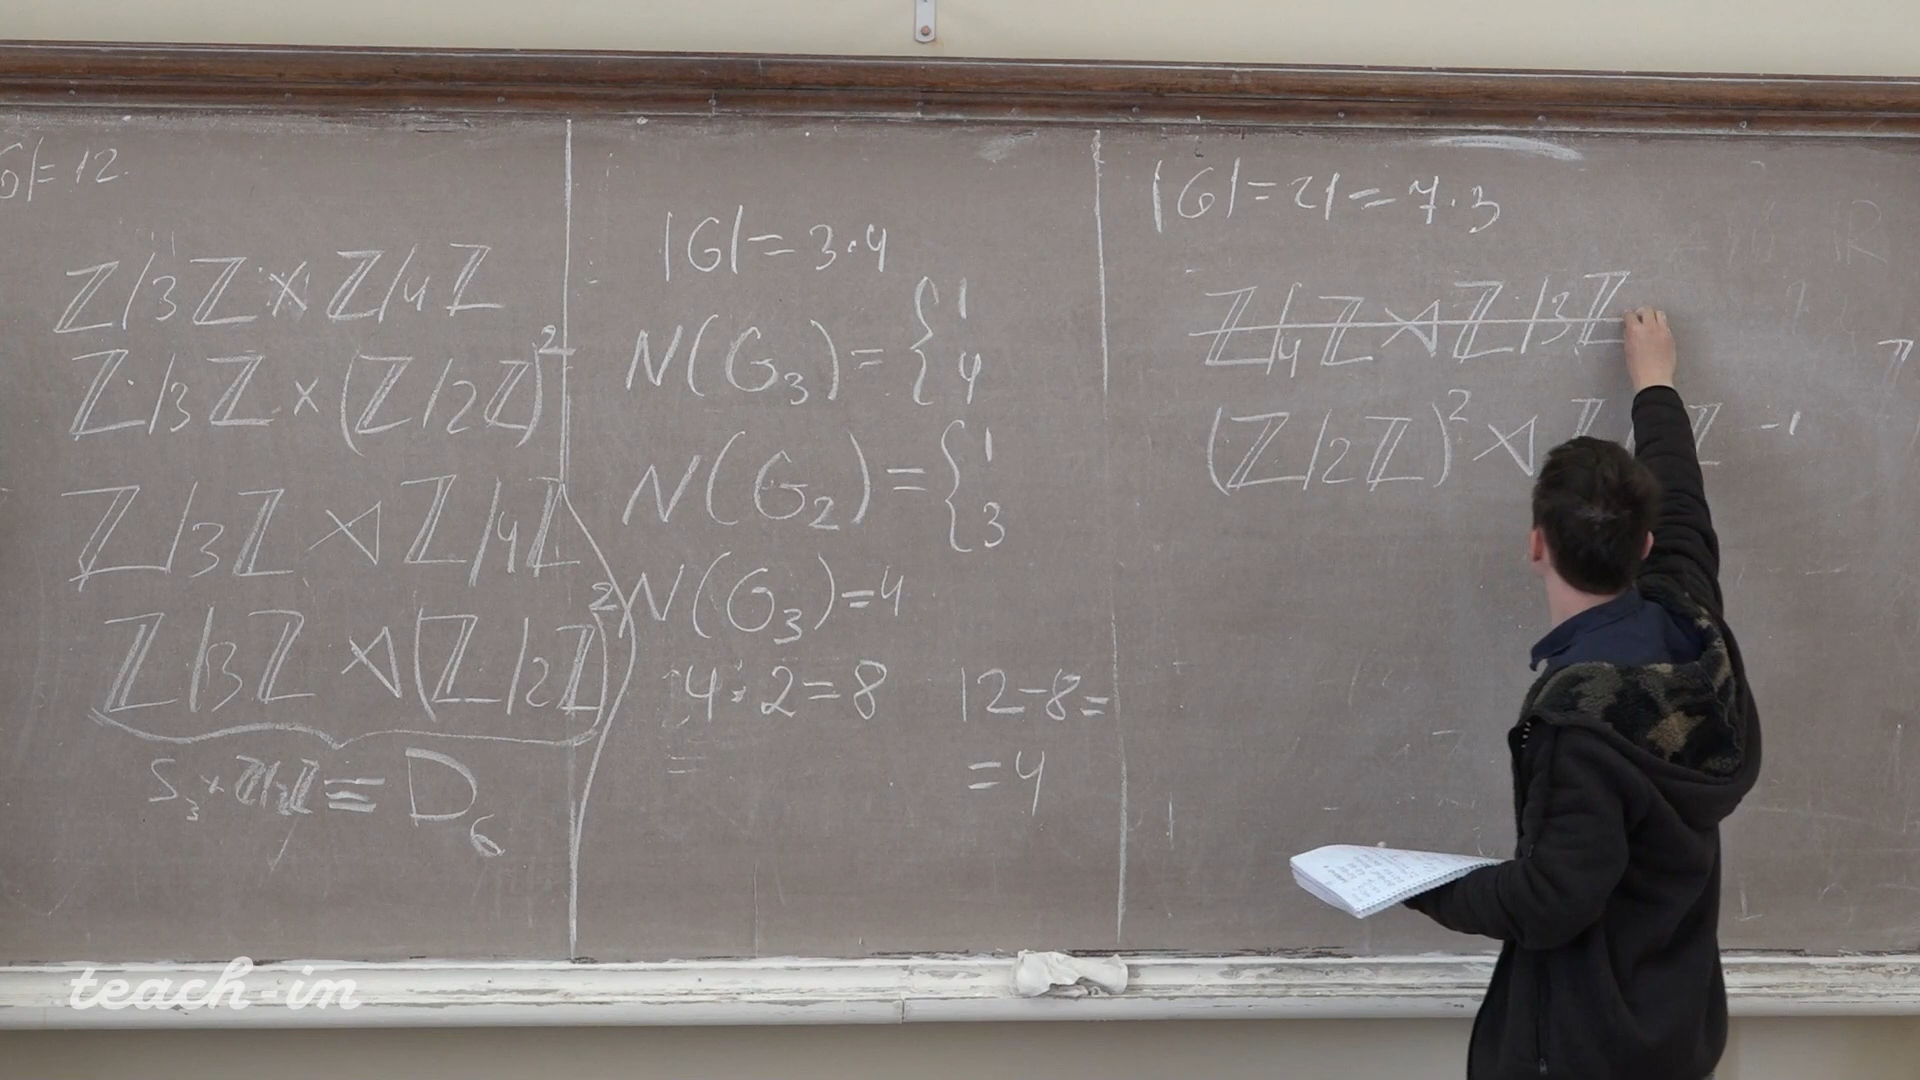 |G|=12.
ℤ/3ℤ × ℤ/4ℤ
ℤ/3ℤ × (ℤ/2ℤ)²
ℤ/3ℤ ⋊ ℤ/4ℤ
ℤ/3ℤ ⋊ (ℤ/2ℤ)²
S₃ × ℤ/2ℤ ≅ D₆
|G|=3·4
N(G₃)={1
4
N(G₂)={1
3
N(G₃)=4
4·2=8 12-8=
=4
|G|=21=7·3
ℤ/4ℤ ⋊ ℤ/3ℤ
(ℤ/2ℤ)² ⋊ ℤ ℤ -1
teach-in